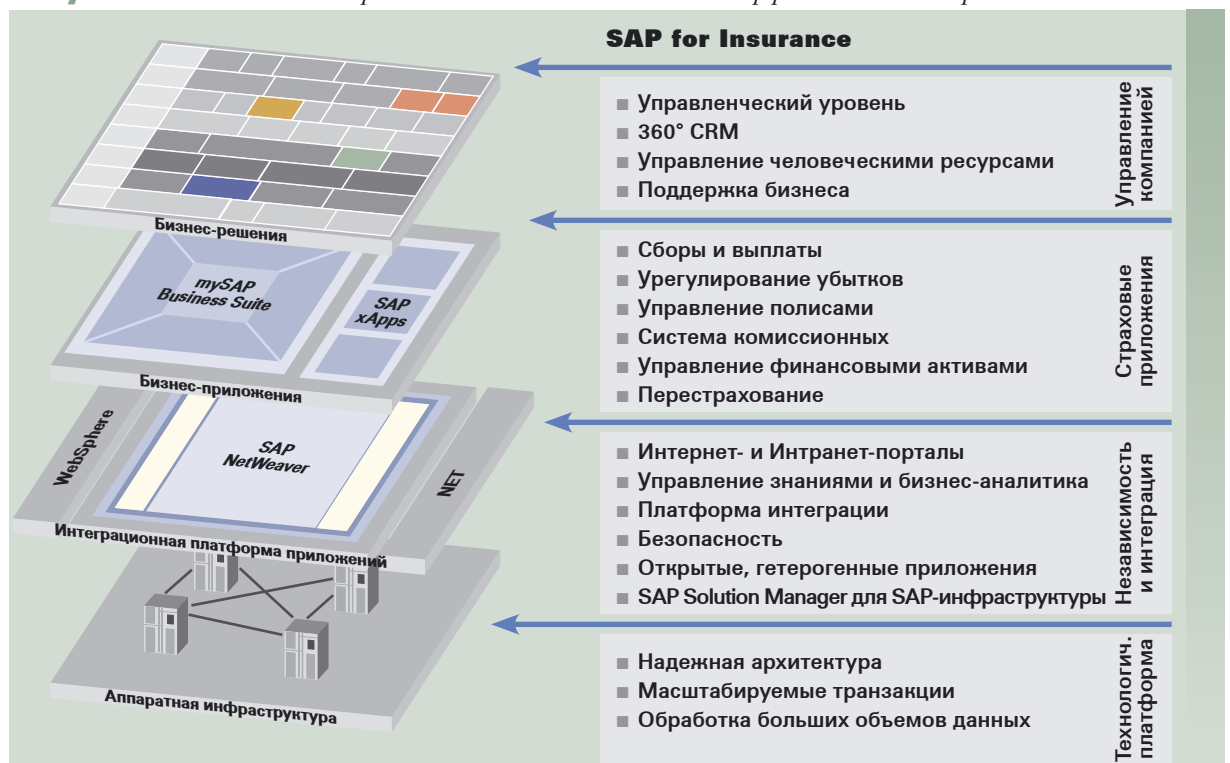 SAP for Insurance
Управленческий уровень
360° CRM
Управление человеческими ресурсами
Поддержка бизнеса
Управление
компанией
Бизнес-решения
Сборы и выплаты
Урегулирование убытков
Управление полисами
Система комиссионных
Управление финансовыми активами
Перестрахование
Страховые
приложения
mySAP
Business Suite
SAP
xApps
Бизнес-приложения
Интернет- и Интранет-порталы
Управление знаниями и бизнес-аналитика
Платформа интеграции
Безопасность
Открытые, гетерогенные приложения
SAP Solution Manager для SAP-инфраструктуры
Независимость
и интеграция
WebSphere
SAP
NetWeaver
NET
Интеграционная платформа приложений
Надежная архитектура
Масштабируемые транзакции
Обработка больших объемов данных
Технологич.
платформа
Аппаратная инфраструктура